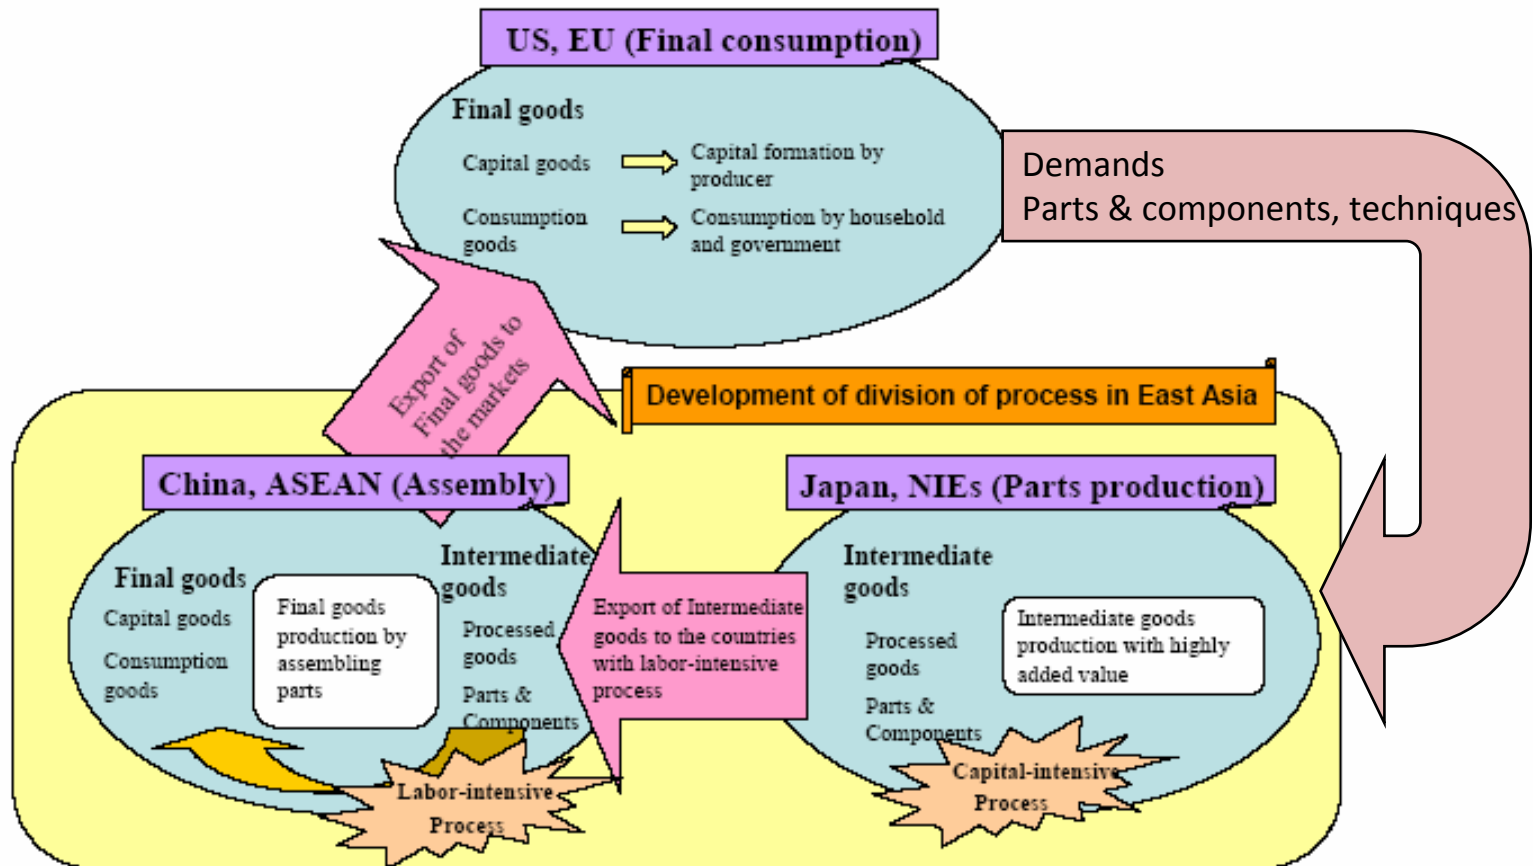 US, EU (Final consumption)
Final goods
Capital goods
Capital formation by
producer
Consumption
goods
Consumption by household
and government
Demands
Parts & components, techniques
Export of
Final goods to
the markets
Development of division of process in East Asia
China, ASEAN (Assembly)
Final goods
Capital goods
Consumption
goods
Final goods
production by
assembling
parts
Intermediate
goods
Processed
goods
Parts &
Components
Labor-intensive
Process
Export of Intermediate
goods to the countries
with labor-intensive
process
Japan, NIEs (Parts production)
Intermediate
goods
Processed
goods
Parts &
Components
Intermediate goods
production with highly
added value
Capital-intensive
Process